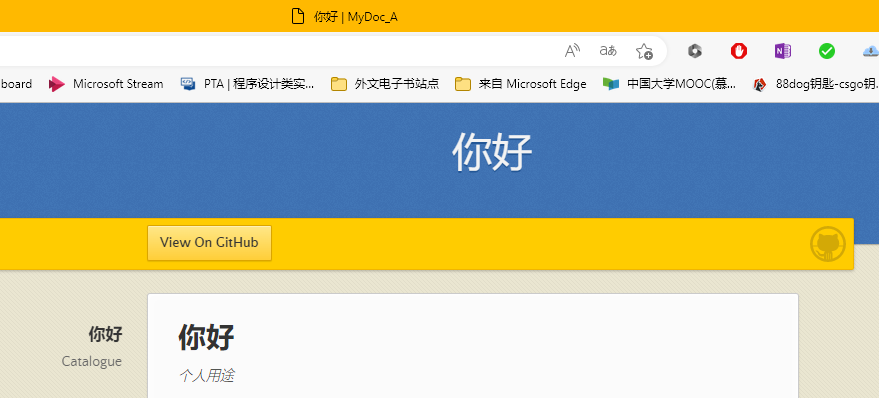 你好 | MyDoc_A
aあ
board
Microsoft Stream
PTA | 程序设计类实...
外文电子书站点
来自 Microsoft Edge
中国大学MOOC(慕...
88dog钥匙-csgo钥...
你好
View On GitHub
你好
Catalogue
你好
个人用途